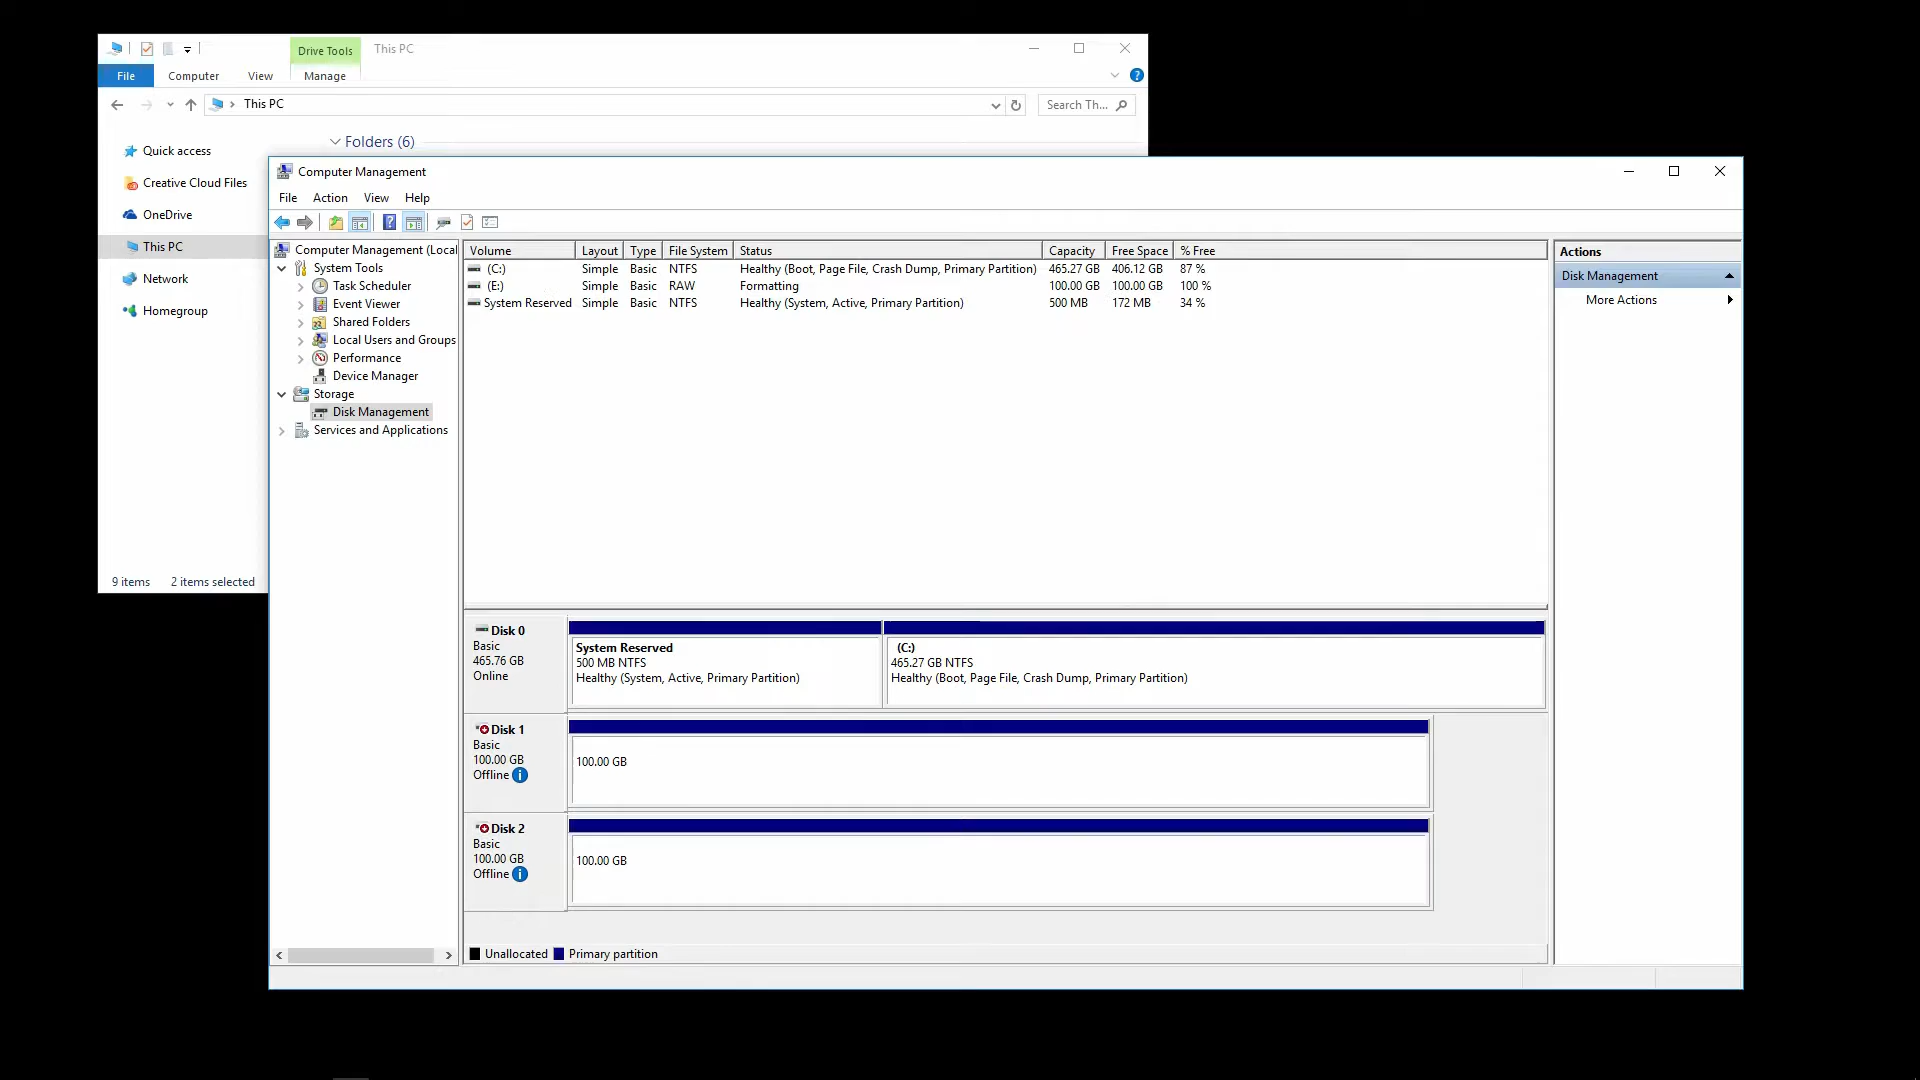 Drive Tools
This PC
File
Computer
View
Manage
This PC
Search Th...
Folders (6)
Quick access
Creative Cloud Files
OneDrive
This PC
Network
Homegroup
9 items
2 items selected
Computer Management
File
Action
View
Help
Computer Management (Local
System Tools
Task Scheduler
Event Viewer
Shared Folders
Local Users and Groups
Performance
Device Manager
Storage
Disk Management
Services and Applications
Volume Layout Type File System Status Capacity Free Space % Free
(C:) Simple Basic NTFS Healthy (Boot, Page File, Crash Dump, Primary Partition) 465.27 GB 406.12 GB 87 %
(E:) Simple Basic RAW Formatting 100.00 GB 100.00 GB 100 %
System Reserved Simple Basic NTFS Healthy (System, Active, Primary Partition) 500 MB 172 MB 34 %
Disk 0
Basic
465.76 GB
Online
System Reserved
500 MB NTFS
Healthy (System, Active, Primary Partition)
(C:)
465.27 GB NTFS
Healthy (Boot, Page File, Crash Dump, Primary Partition)
Disk 1
Basic
100.00 GB
Offline
100.00 GB
Disk 2
Basic
100.00 GB
Offline
100.00 GB
Unallocated
Primary partition
Actions
Disk Management
More Actions